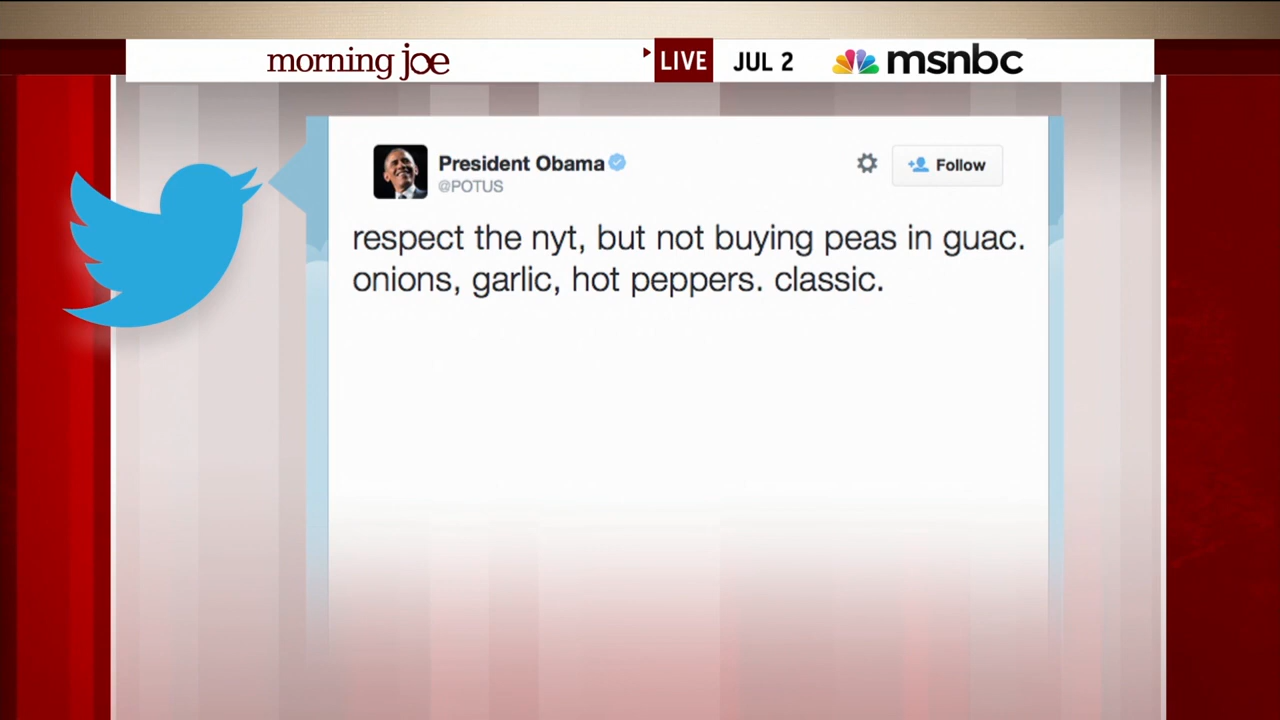 morning joe LIVE JUL 2 msnbc
President Obama
@POTUS
Follow
respect the nyt, but not buying peas in guac.
onions, garlic, hot peppers. classic.